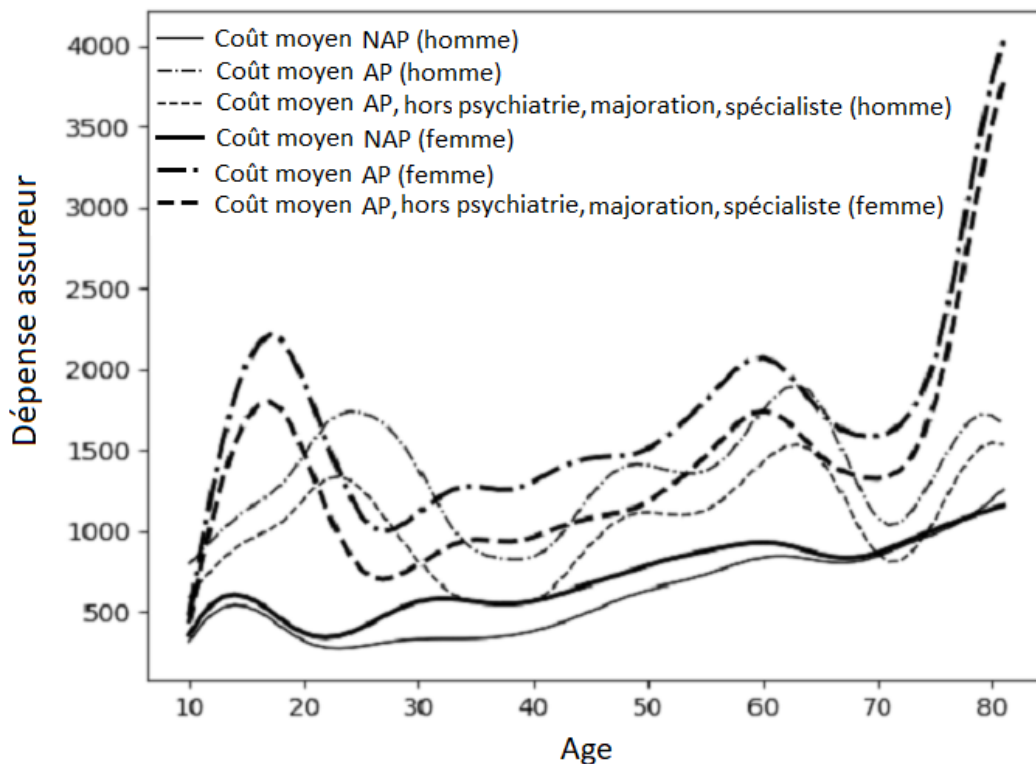 4000
3500
3000
2500
2000
1500
1000
500
Dépense assureur
Coût moyen NAP (homme)
Coût moyen AP (homme)
Coût moyen AP, hors psychiatrie, majoration, spécialiste (homme)
Coût moyen NAP (femme)
Coût moyen AP (femme)
Coût moyen AP, hors psychiatrie, majoration, spécialiste (femme)
10 20 30 40 50 60 70 80
Age